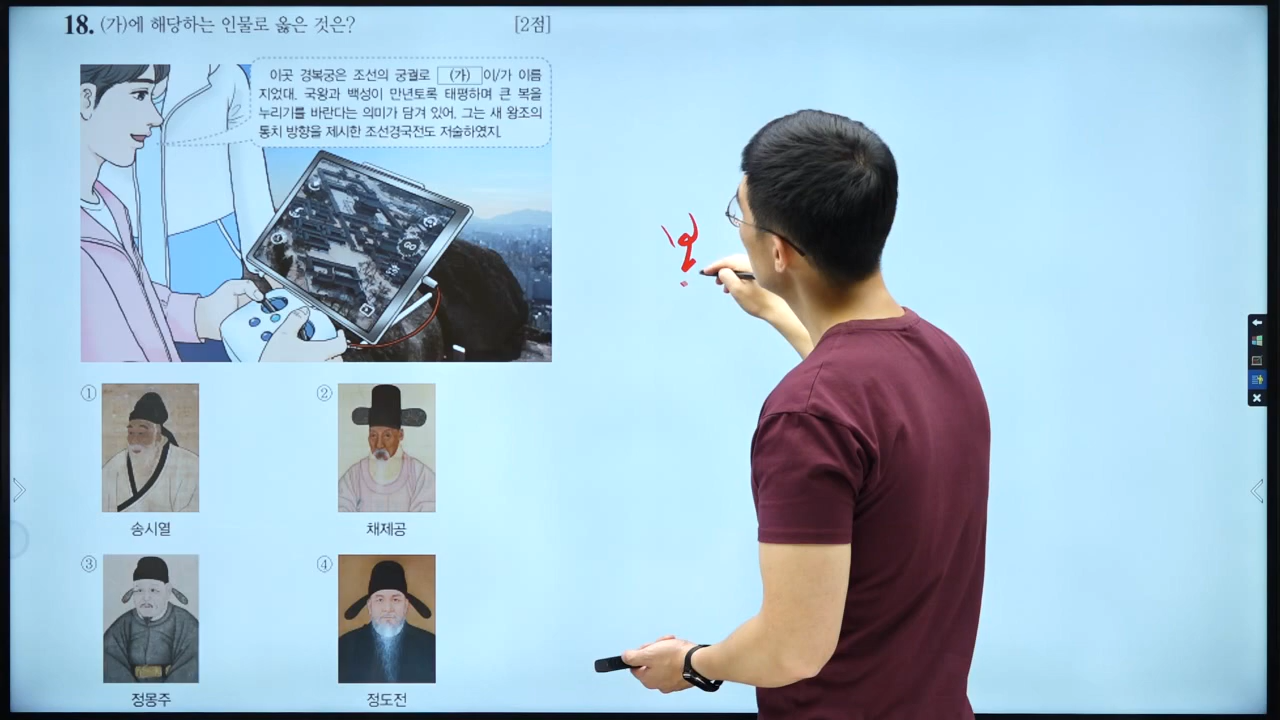 18. (가)에 해당하는 인물로 옳은 것은? [2점]
이곳 경복궁은 조선의 궁궐로 (가) 이/가 이름
지었대. 국왕과 백성이 만년토록 태평하며 큰 복을
누리기를 바란다는 의미가 담겨 있어. 그는 새 왕조의
통치 방향을 제시한 조선경국전도 저술하였지.
GO
① ②
송시열 채제공
③ ④
정몽주 정도전